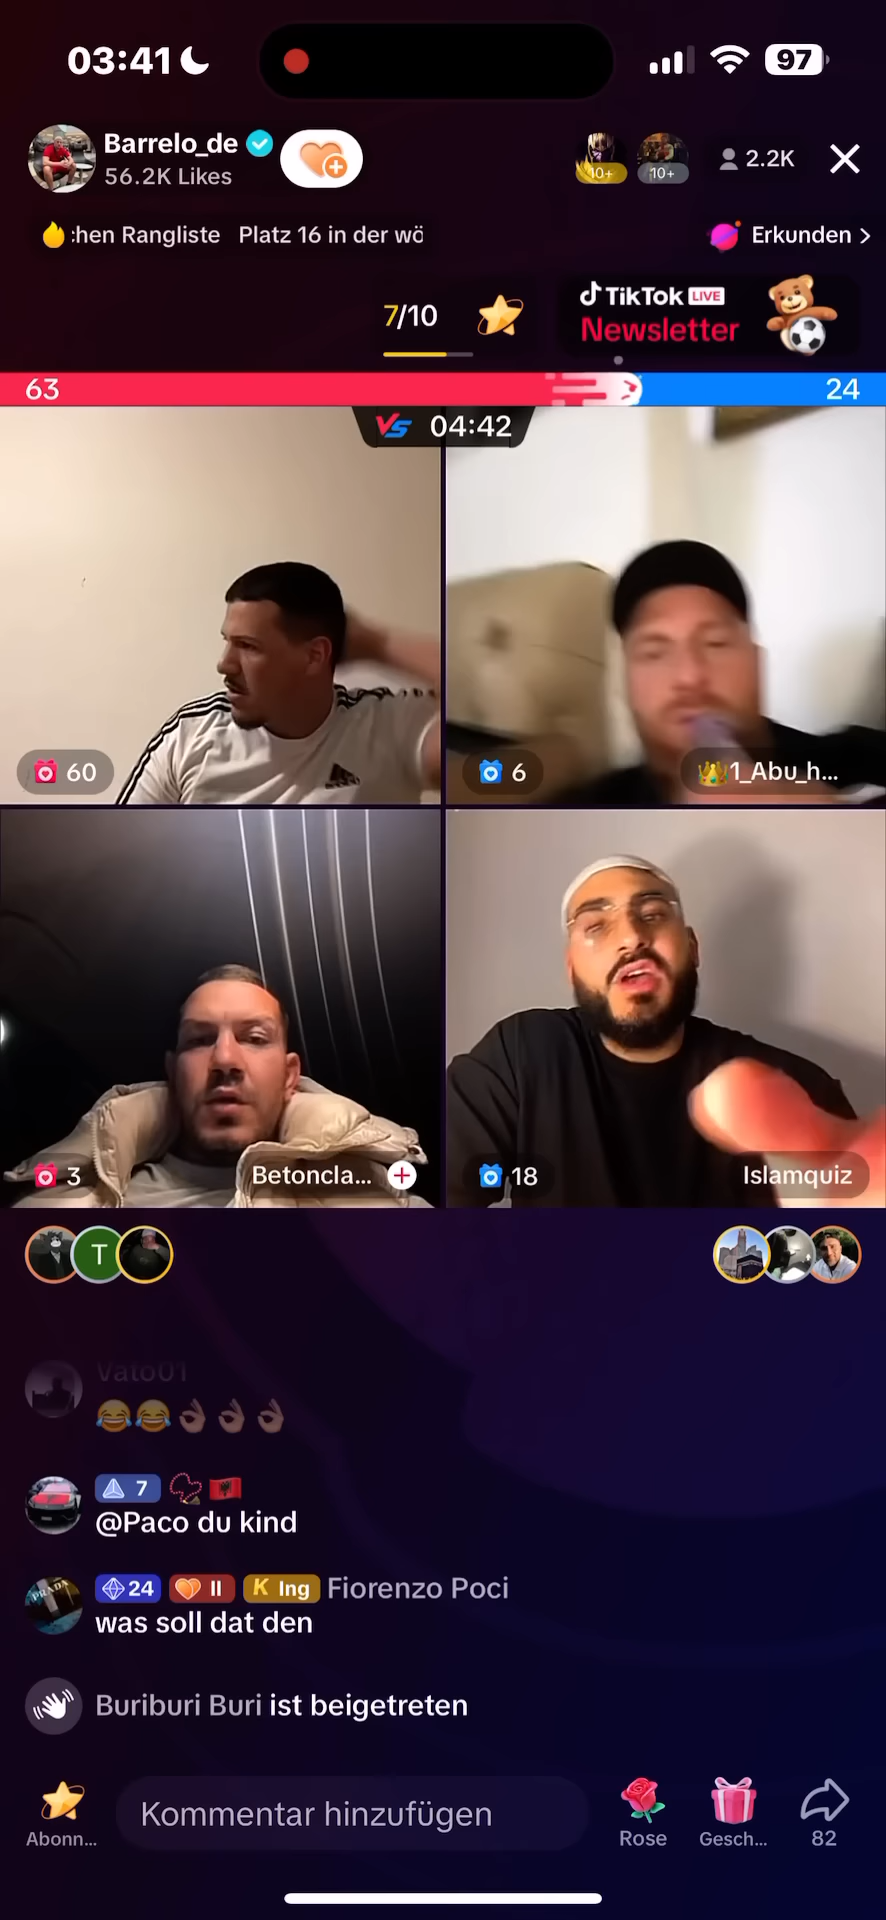 03:41
97
Barrelo_de
56.2K Likes
10+
10+
2.2K
chen Rangliste Platz 16 in der wö
Erkunden >
7/10
TikTok LIVE
Newsletter
63
24
VS 04:42
60
6
1_Abu_h...
3
Betoncla...
18
Islamquiz
T
Vato01
😂😂👌🏼👌🏼👌🏼
7 📿🇦🇱
@Paco du kind
PRADA
24 II K Ing Fiorenzo Poci
was soll dat den
Buriburi Buri ist beigetreten
Kommentar hinzufügen
Abonn...
Rose
Gesch...
82